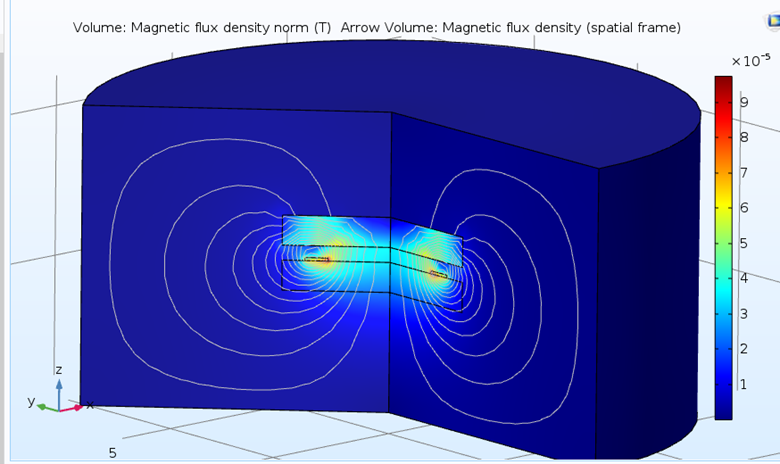 Volume: Magnetic flux density norm (T)  Arrow Volume: Magnetic flux density (spatial frame)
×10⁻⁵
9
8
7
6
5
4
3
2
1
z
y
x
5